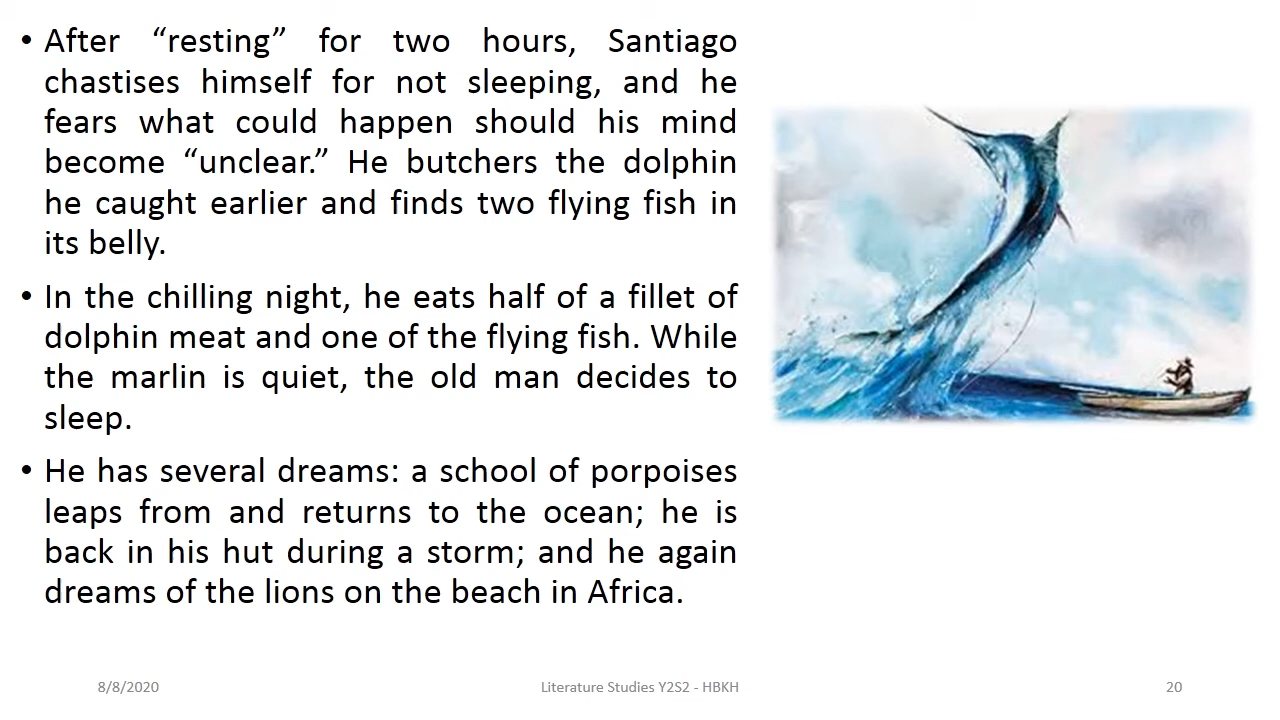 • After “resting” for two hours, Santiago
chastises himself for not sleeping, and he
fears what could happen should his mind
become “unclear.” He butchers the dolphin
he caught earlier and finds two flying fish in
its belly.
• In the chilling night, he eats half of a fillet of
dolphin meat and one of the flying fish. While
the marlin is quiet, the old man decides to
sleep.
• He has several dreams: a school of porpoises
leaps from and returns to the ocean; he is
back in his hut during a storm; and he again
dreams of the lions on the beach in Africa.
8/8/2020
Literature Studies Y2S2 - HBKH
20